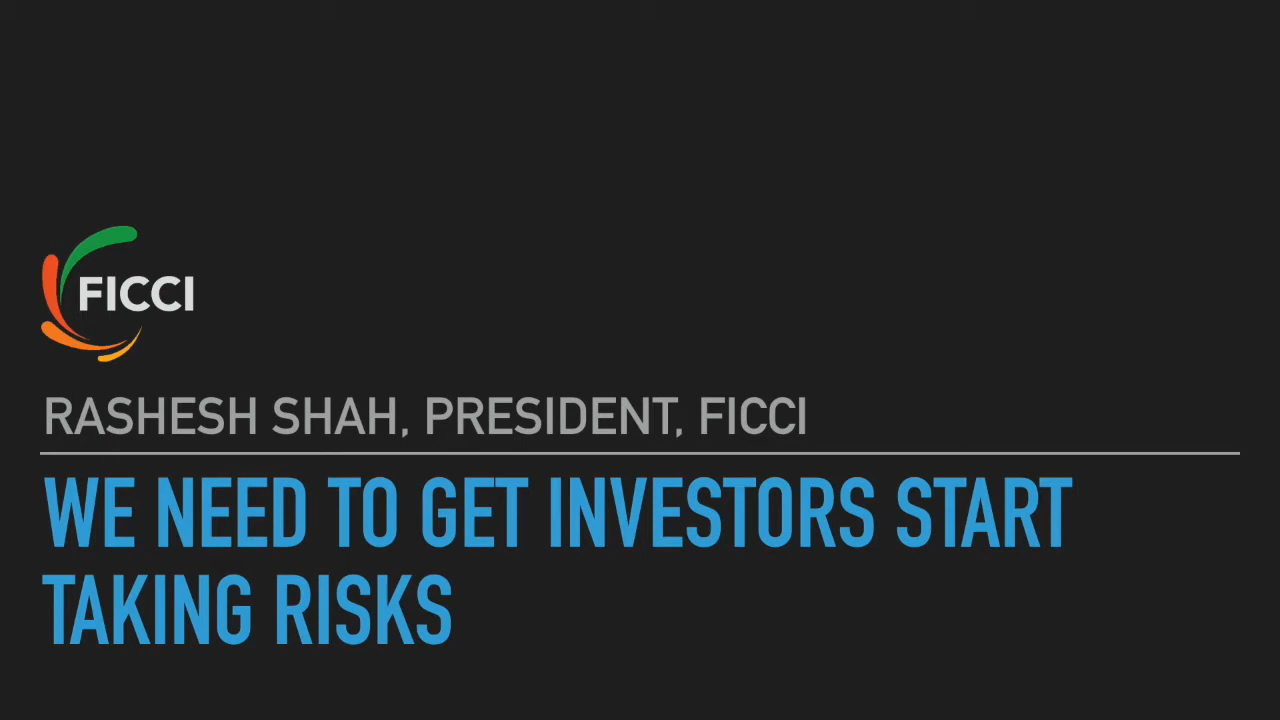 FICCI
RASHESH SHAH, PRESIDENT, FICCI
WE NEED TO GET INVESTORS START
TAKING RISKS